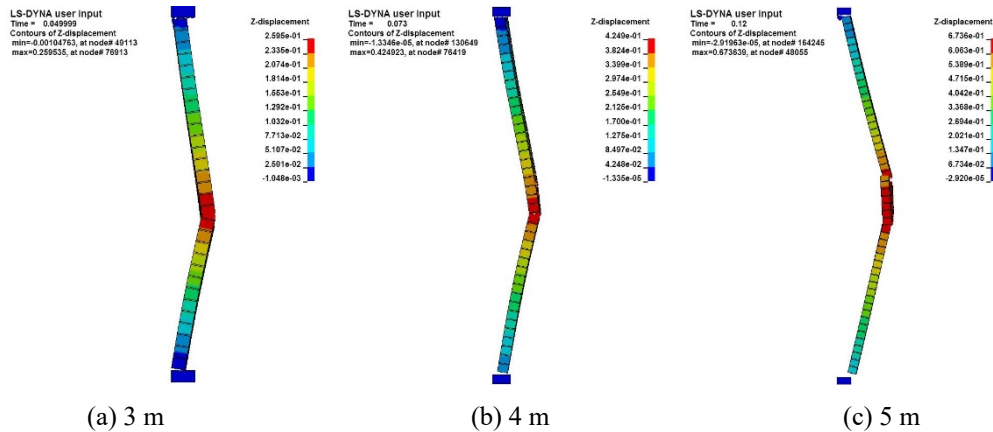 LS-DYNA user input
Time = 0.049999
Contours of Z-displacement
min=-0.00104763, at node# 49113
max=0.259535, at node# 76913
Z-displacement
2.595e-01
2.335e-01
2.074e-01
1.814e-01
1.553e-01
1.292e-01
1.032e-01
7.713e-02
5.107e-02
2.501e-02
-1.048e-03
LS-DYNA user input
Time = 0.073
Contours of Z-displacement
min=-1.3346e-05, at node# 130649
max=0.424923, at node# 76419
Z-displacement
4.249e-01
3.824e-01
3.399e-01
2.974e-01
2.549e-01
2.125e-01
1.700e-01
1.275e-01
8.497e-02
4.248e-02
-1.335e-05
LS-DYNA user input
Time = 0.12
Contours of Z-displacement
min=-2.91963e-05, at node# 164245
max=0.673639, at node# 48055
Z-displacement
6.736e-01
6.063e-01
5.389e-01
4.715e-01
4.042e-01
3.368e-01
2.694e-01
2.021e-01
1.347e-01
6.734e-02
-2.920e-05
(a) 3 m
(b) 4 m
(c) 5 m